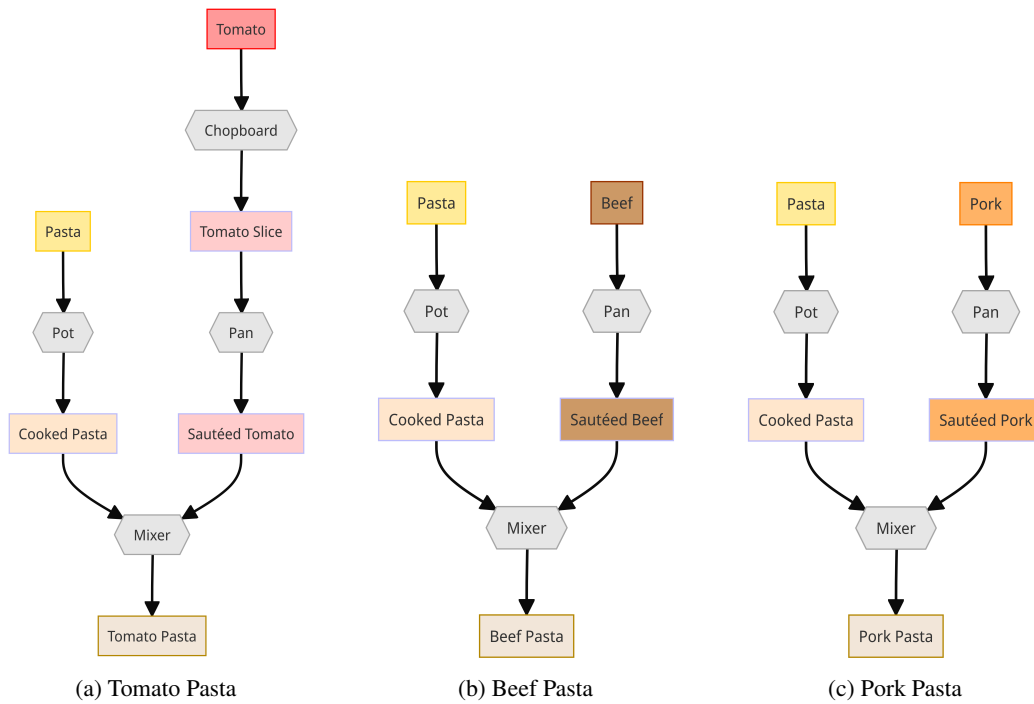 Tomato
Chopboard
Pasta
Tomato Slice
Pot
Pan
Cooked Pasta
Sautéed Tomato
Mixer
Tomato Pasta
(a) Tomato Pasta
Pasta
Beef
Pot
Pan
Cooked Pasta
Sautéed Beef
Mixer
Beef Pasta
(b) Beef Pasta
Pasta
Pork
Pot
Pan
Cooked Pasta
Sautéed Pork
Mixer
Pork Pasta
(c) Pork Pasta